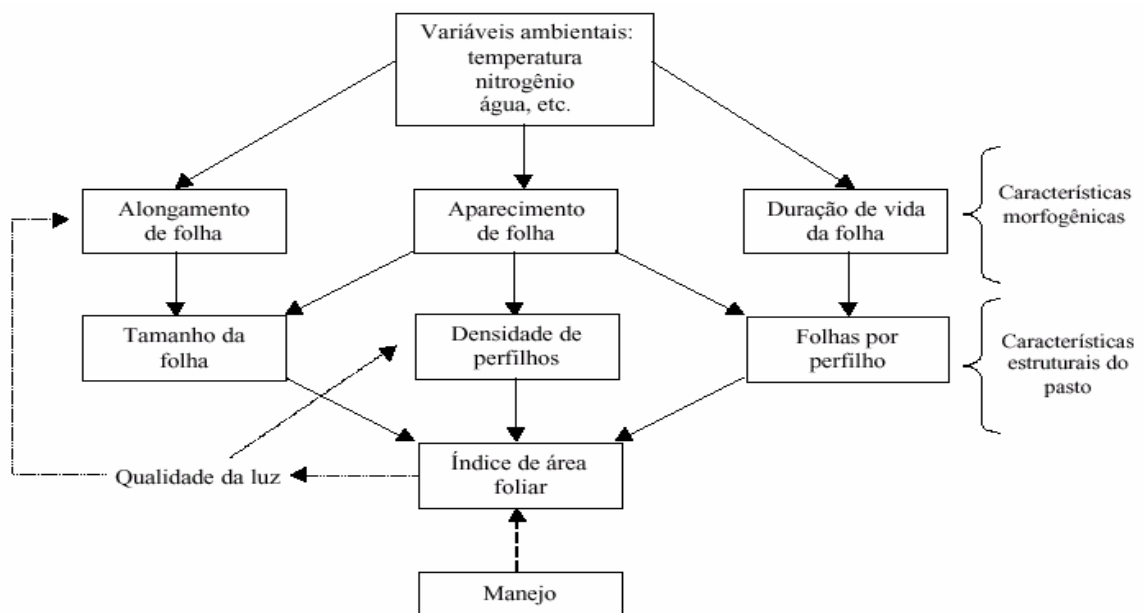 Variáveis ambientais:
temperatura
nitrogênio
água, etc.
Alongamento
de folha
Aparecimento
de folha
Duração de vida
da folha
Características
morfogênicas
Tamanho da
folha
Densidade de
perfilhos
Folhas por
perfilho
Características
estruturais do
pasto
Qualidade da luz
Índice de área
foliar
Manejo